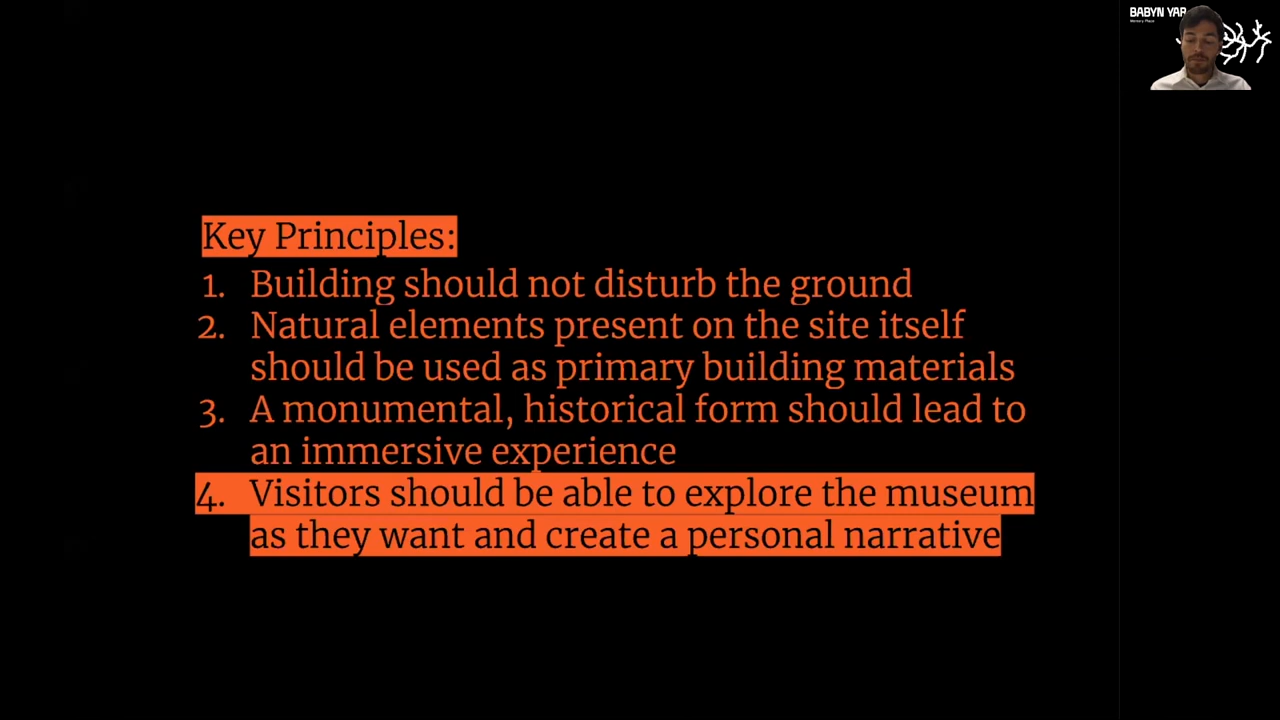 BABYN YAR
Memory Place
Key Principles:
1. Building should not disturb the ground
2. Natural elements present on the site itself
should be used as primary building materials
3. A monumental, historical form should lead to
an immersive experience
4. Visitors should be able to explore the museum
as they want and create a personal narrative